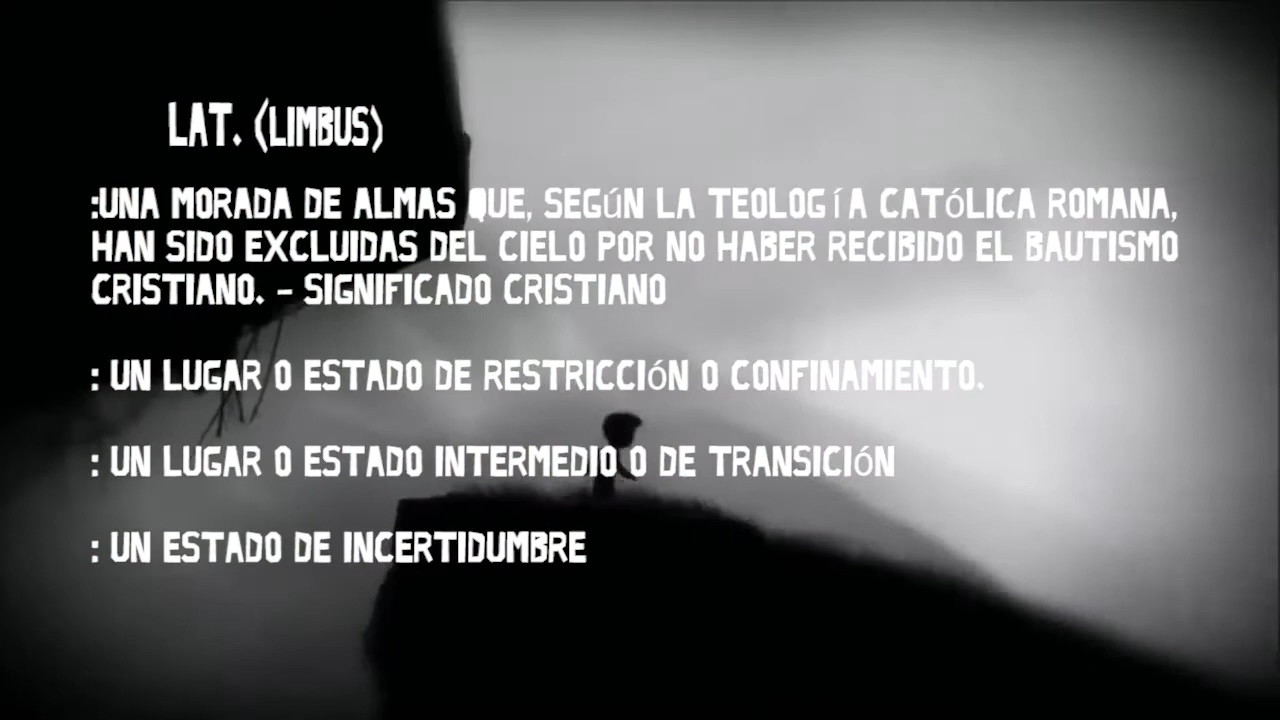 LAT. (LIMBUS)
:UNA MORADA DE ALMAS QUE, SEGÚN LA TEOLOGÍA CATÓLICA ROMANA,
HAN SIDO EXCLUIDAS DEL CIELO POR NO HABER RECIBIDO EL BAUTISMO
CRISTIANO. - SIGNIFICADO CRISTIANO
: UN LUGAR O ESTADO DE RESTRICCIÓN O CONFINAMIENTO.
: UN LUGAR O ESTADO INTERMEDIO O DE TRANSICIÓN
: UN ESTADO DE INCERTIDUMBRE